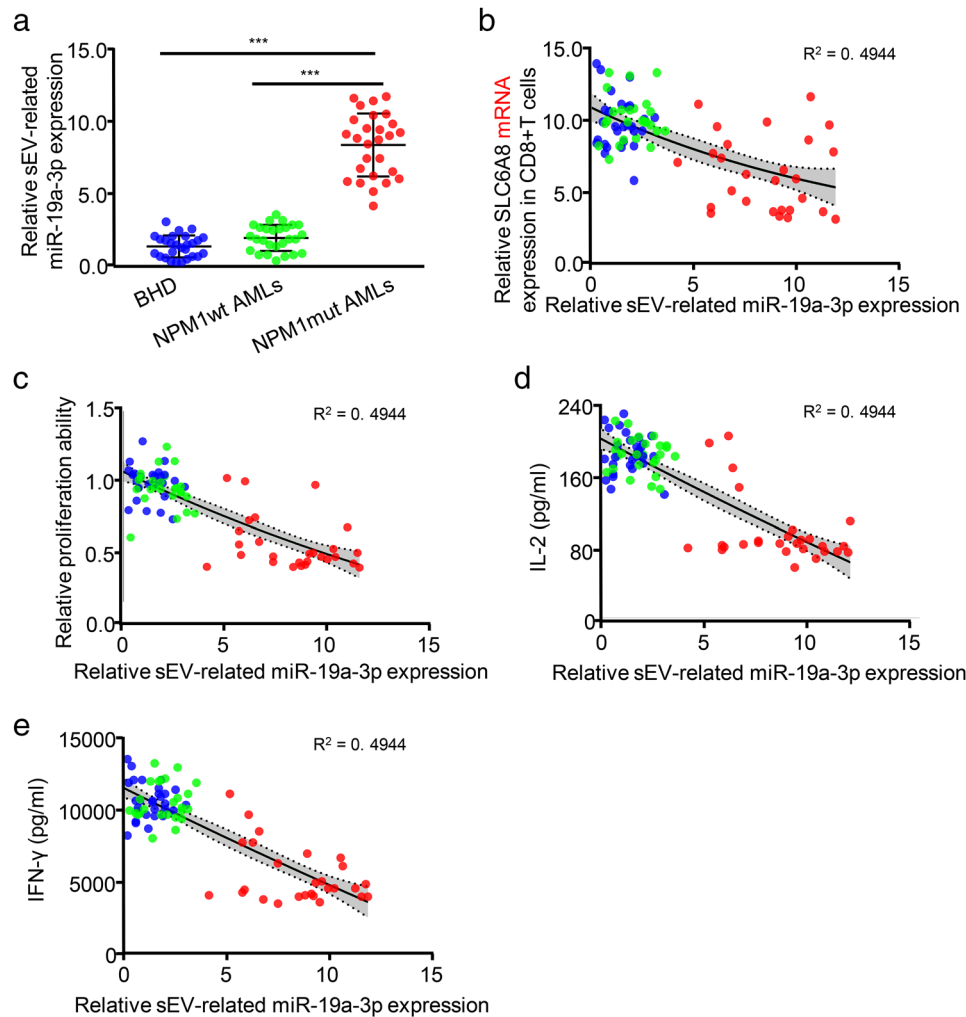 a
Relative sEV-related
miR-19a-3p expression
15.0
10.0
5.0
0.0
***
***
BHD
NPM1wt AMLs
NPM1mut AMLs
b
Relative SLC6A8 mRNA
expression in CD8+T cells
15.0
10.0
5.0
0.0
R² = 0. 4944
0 5 10 15
Relative sEV-related miR-19a-3p expression
c
Relative proliferation ability
1.5
1.0
0.5
0.0
R² = 0. 4944
0 5 10 15
Relative sEV-related miR-19a-3p expression
d
IL-2 (pg/ml)
240
160
80
0
R² = 0. 4944
0 5 10 15
Relative sEV-related miR-19a-3p expression
e
IFN-γ (pg/ml)
15000
10000
5000
0
R² = 0. 4944
0 5 10 15
Relative sEV-related miR-19a-3p expression